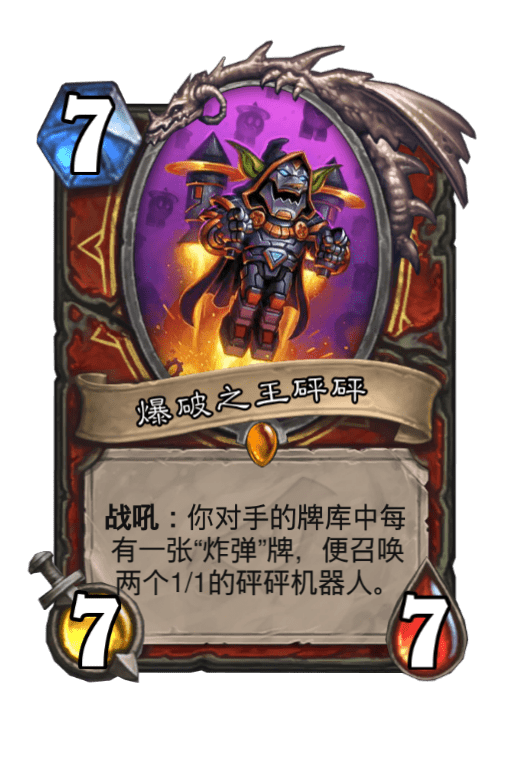 7
爆破之王砰砰
战吼：你对手的牌库中每
有一张“炸弹”牌，便召唤
两个1/1的砰砰机器人。
7
7